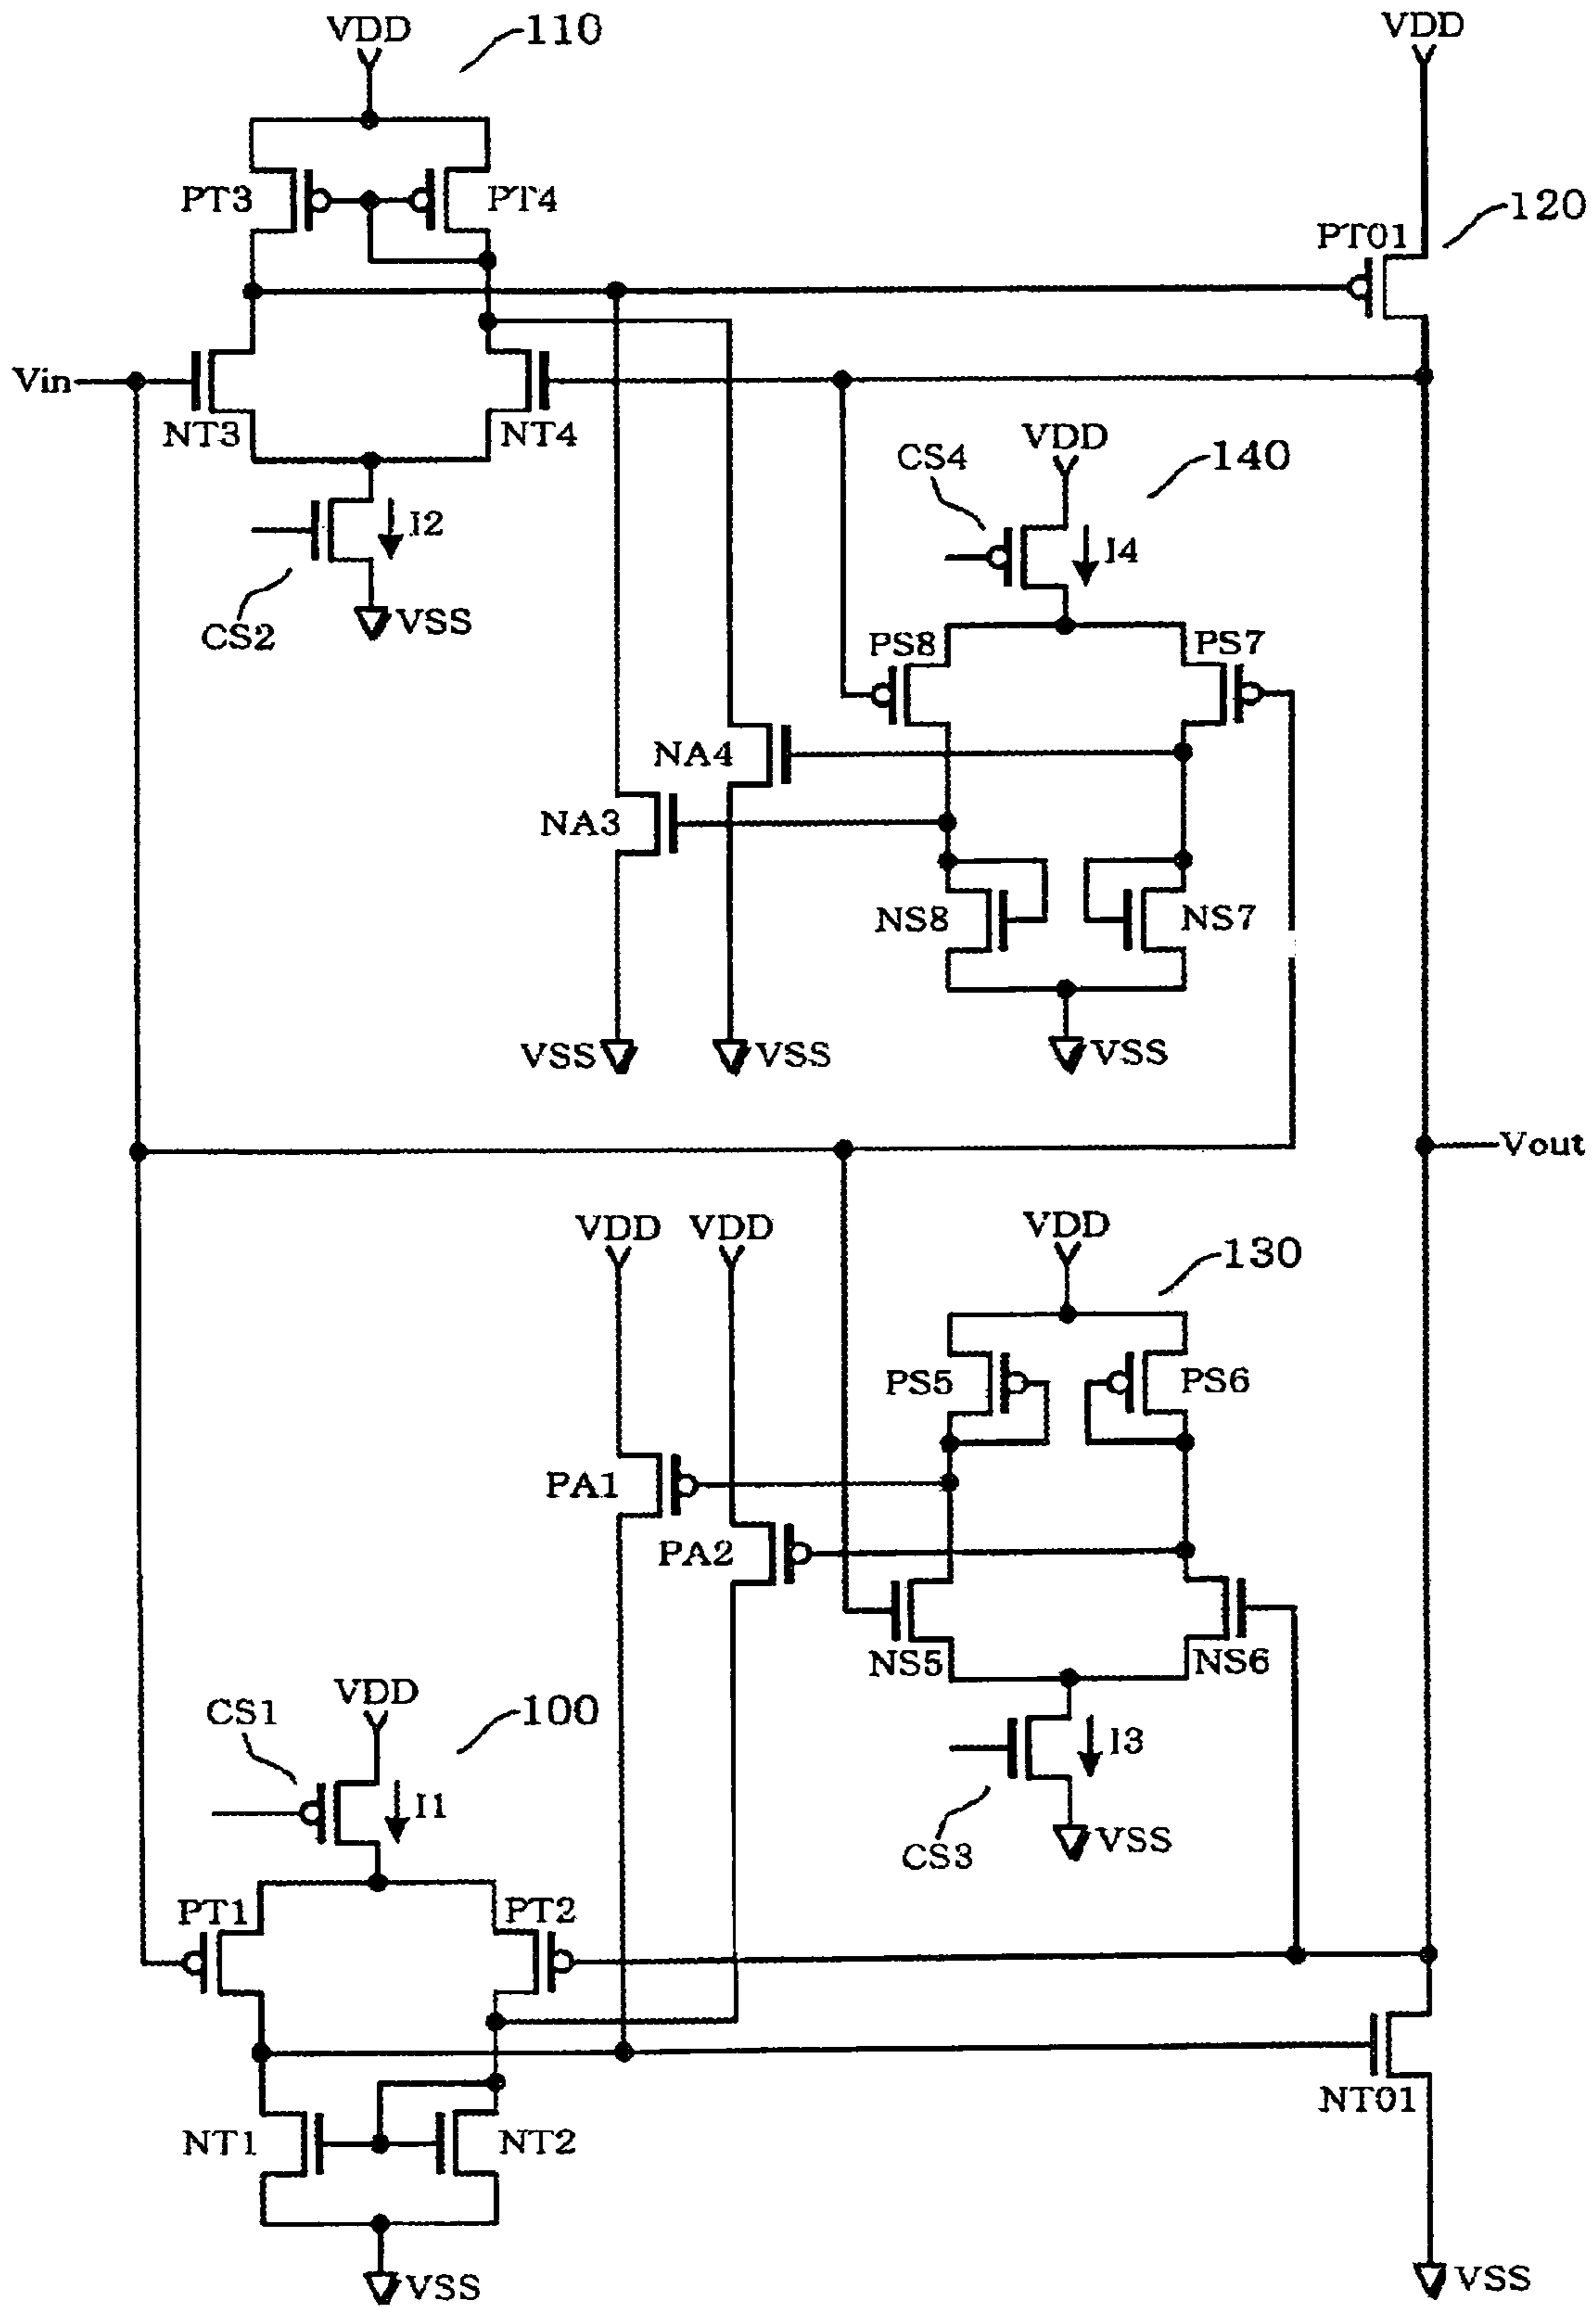 VDD
110
VDD
PT3
PT4
120
PT01
Vin
NT3
NT4
CS4
VDD
140
I2
I4
CS2
VSS
PS8
PS7
NA4
NA3
NS8
NS7
VSS
VSS
VSS
Vout
VDD
VDD
VDD
130
PS5
PS6
PA1
PA2
NS5
NS6
CS1
VDD
100
I3
I1
CS3
VSS
PT1
PT2
NT01
NT1
NT2
VSS
VSS